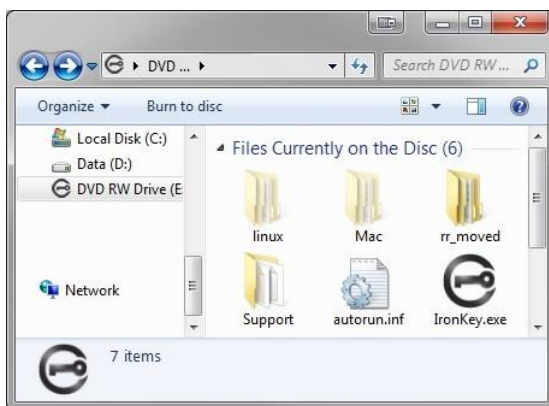 DVD ...
Search DVD RW ...
Organize
Burn to disc
Local Disk (C:)
Data (D:)
DVD RW Drive (E:
Network
Files Currently on the Disc (6)
linux
Mac
rr_moved
Support
autorun.inf
IronKey.exe
7 items